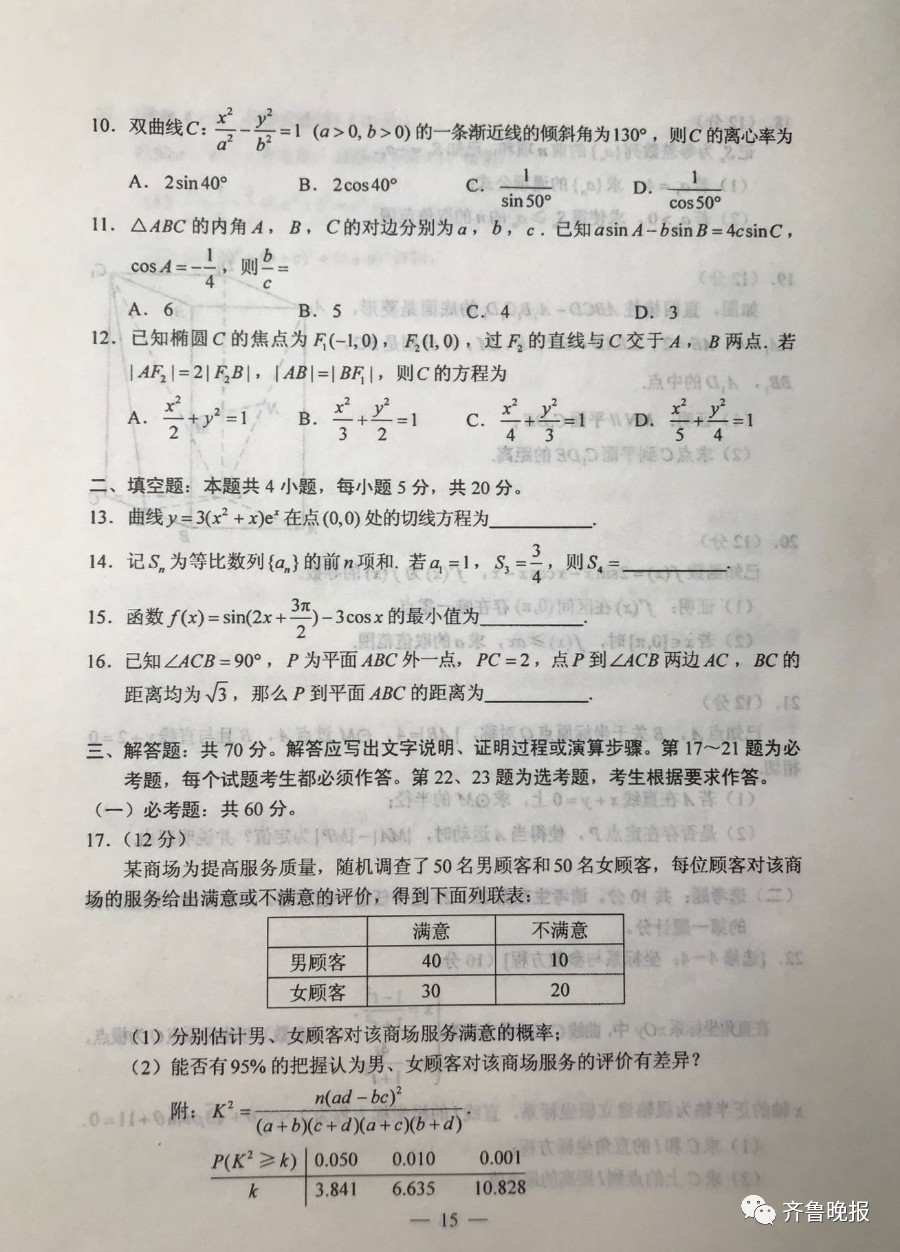 10. 双曲线C: x²/a² - y²/b² = 1 (a>0, b>0) 的一条渐近线的倾斜角为130°，则C的离心率为
A. 2sin40° B. 2cos40° C. 1/sin50° D. 1/cos50°
11. △ABC的内角A，B，C的对边分别为a，b，c．已知asinA-bsinB=4csinC，
cosA=-1/4，则b/c=
A. 6 B. 5 C. 4 D. 3
12. 已知椭圆C的焦点为F₁(-1,0)，F₂(1,0)，过F₂的直线与C交于A，B两点．若
|AF₂|=2|F₂B|，|AB|=|BF₁|，则C的方程为
A. x²/2+y²=1 B. x²/3+y²/2=1 C. x²/4+y²/3=1 D. x²/5+y²/4=1
二、填空题：本题共4小题，每小题5分，共20分。
13. 曲线y=3(x²+x)eˣ在点(0,0)处的切线方程为___________.
14. 记Sₙ为等比数列{aₙ}的前n项和. 若a₁=1，S₃=3/4，则S₄=___________.
15. 函数f(x)=sin(2x+3π/2)-3cosx的最小值为___________.
16. 已知∠ACB=90°，P为平面ABC外一点，PC=2，点P到∠ACB两边AC，BC的
距离均为√3，那么P到平面ABC的距离为___________.
三、解答题：共70分。解答应写出文字说明、证明过程或演算步骤。第17～21题为必
考题，每个试题考生都必须作答。第22、23题为选考题，考生根据要求作答。
（一）必考题：共60分。
17.（12分）
某商场为提高服务质量，随机调查了50名男顾客和50名女顾客，每位顾客对该商
场的服务给出满意或不满意的评价，得到下面列联表：
满意 不满意
男顾客 40 10
女顾客 30 20
（1）分别估计男、女顾客对该商场服务满意的概率；
（2）能否有95%的把握认为男、女顾客对该商场服务的评价有差异？
附：K²=n(ad-bc)²/(a+b)(c+d)(a+c)(b+d).
P(K²≥k) 0.050 0.010 0.001
k 3.841 6.635 10.828
— 15 —
齐鲁晚报